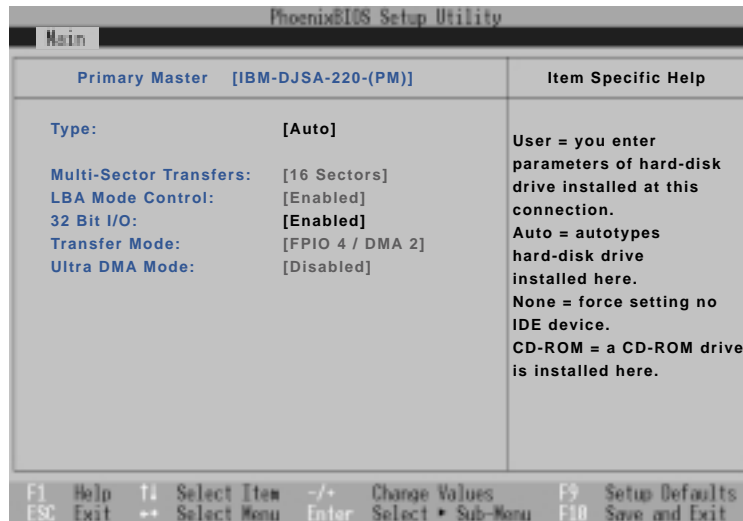 PhoenixBIOS Setup Utility
Main
Primary Master [IBM-DJSA-220-(PM)]
Item Specific Help
Type: [Auto]
Multi-Sector Transfers: [16 Sectors]
LBA Mode Control: [Enabled]
32 Bit I/O: [Enabled]
Transfer Mode: [FPIO 4 / DMA 2]
Ultra DMA Mode: [Disabled]
User = you enter
parameters of hard-disk
drive installed at this
connection.
Auto = autotypes
hard-disk drive
installed here.
None = force setting no
IDE device.
CD-ROM = a CD-ROM drive
is installed here.
F1 Help ↑↓ Select Item -/+ Change Values F9 Setup Defaults
ESC Exit ←→ Select Menu Enter Select ▸ Sub-Menu F10 Save and Exit